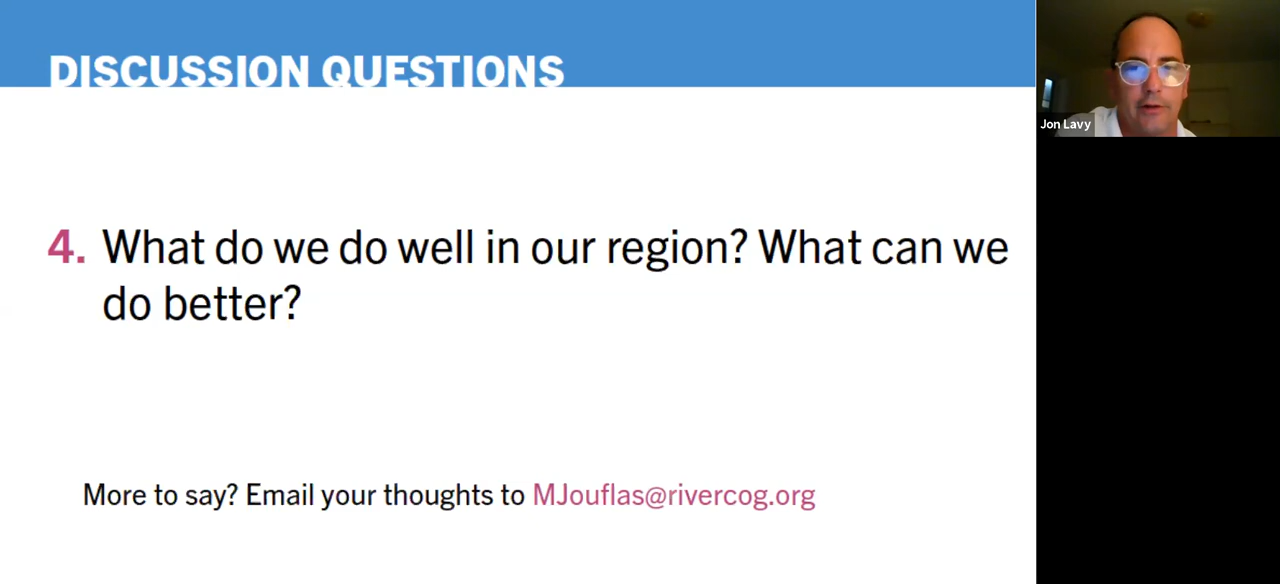 DISCUSSION QUESTIONS
Jon Lavy
4. What do we do well in our region? What can we
do better?
More to say? Email your thoughts to MJouflas@rivercog.org